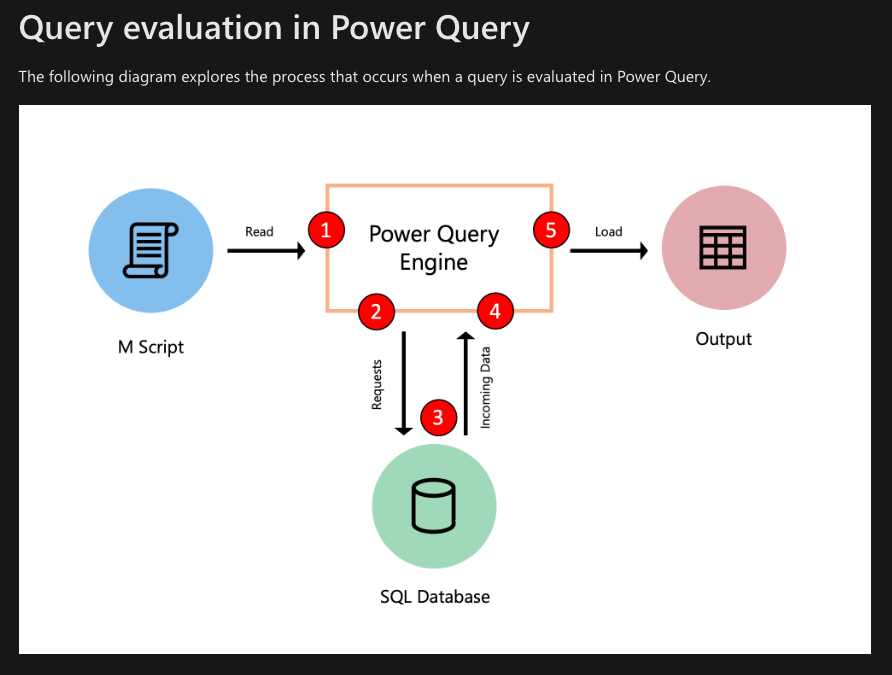 Query evaluation in Power Query
The following diagram explores the process that occurs when a query is evaluated in Power Query.
Read
1
Power Query
Engine
5
Load
M Script
2
4
Output
Requests
Incoming Data
3
SQL Database